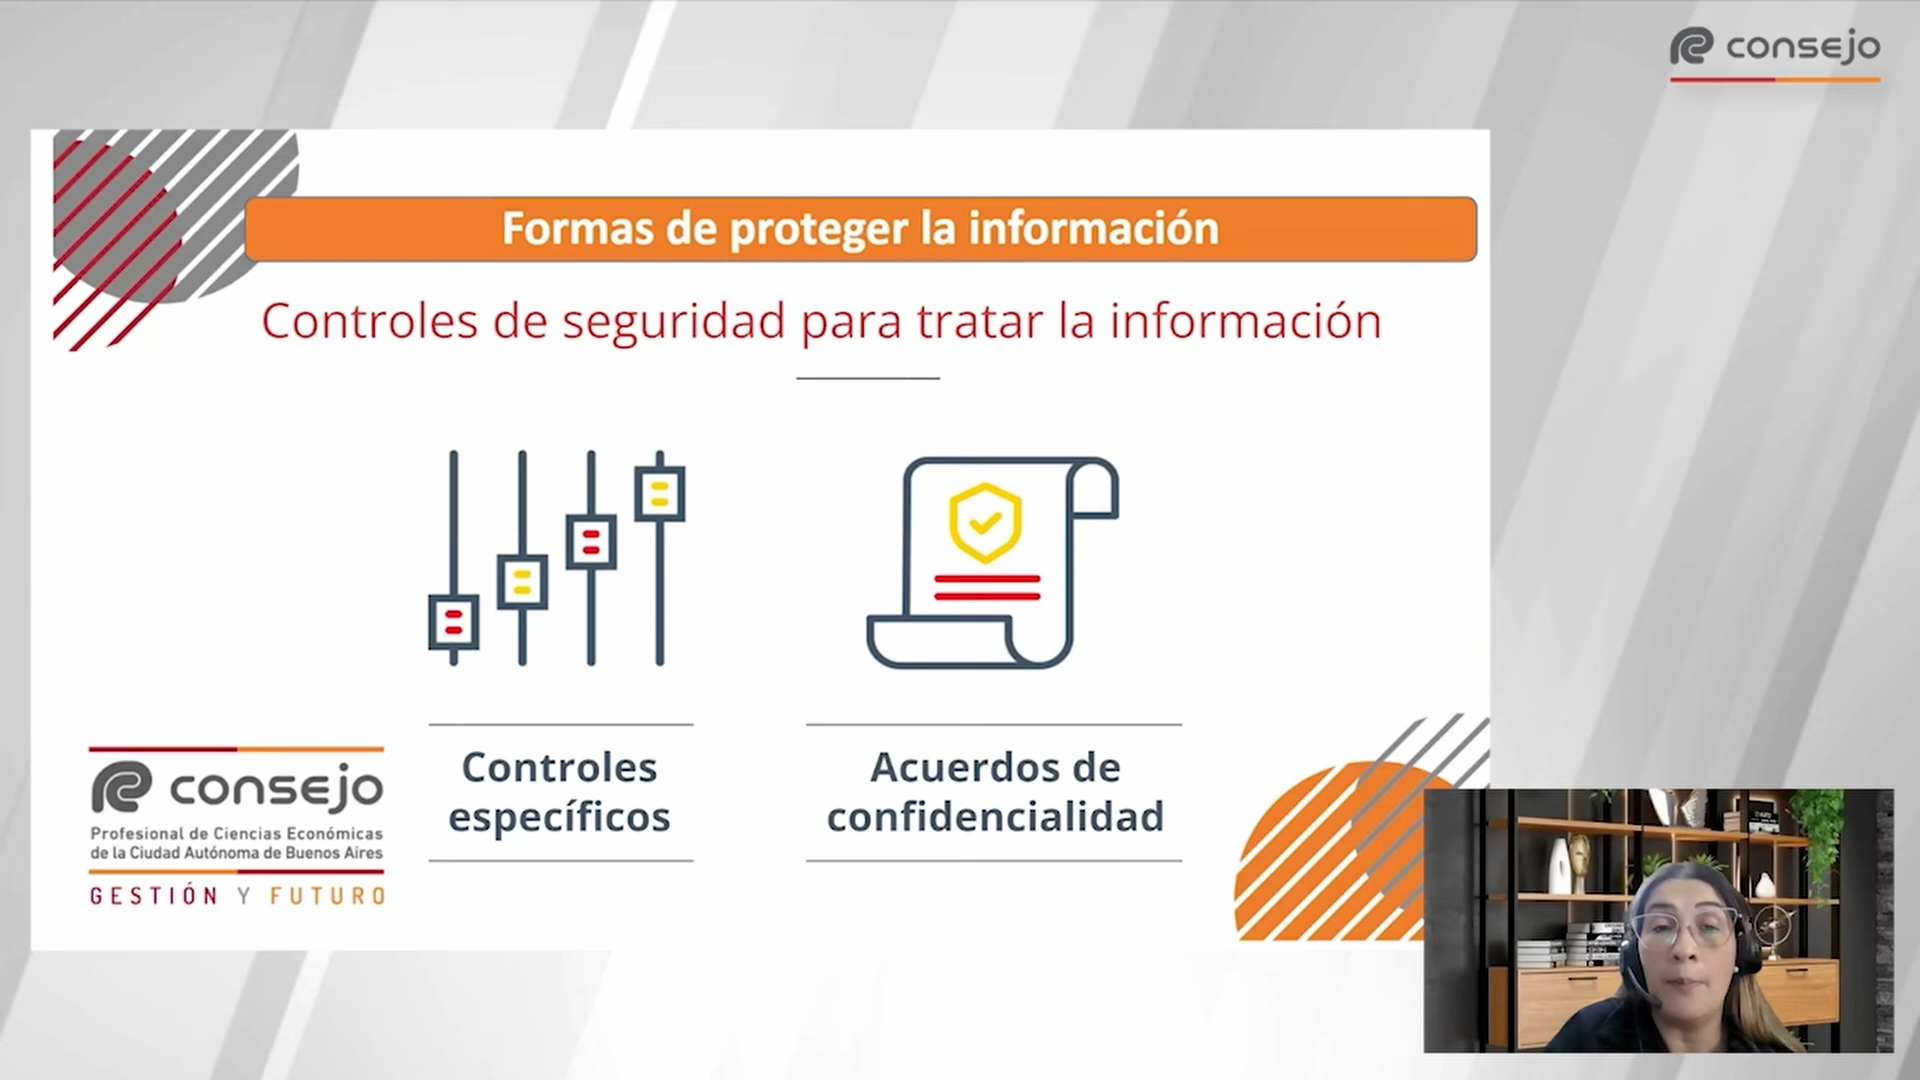 consejo
Formas de proteger la información
Controles de seguridad para tratar la información
Controles
específicos
Acuerdos de
confidencialidad
consejo
Profesional de Ciencias Económicas
de la Ciudad Autónoma de Buenos Aires
GESTIÓN Y FUTURO